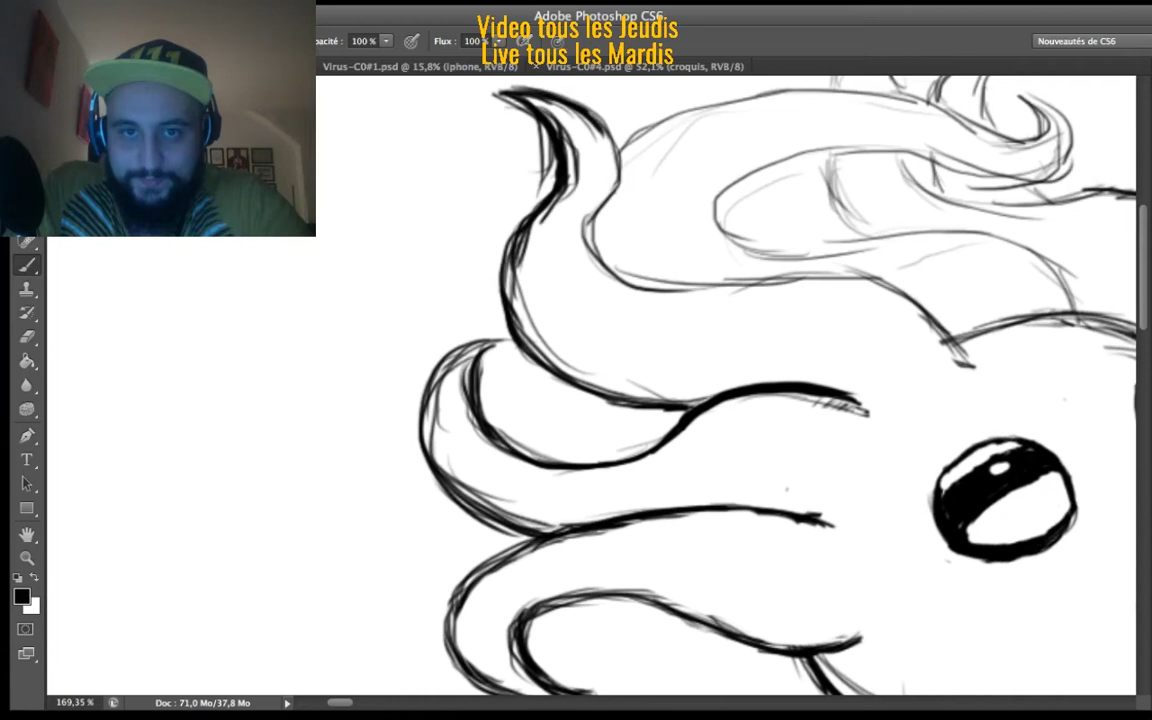 Adobe Photoshop CS6
Video tous les Jeudis
Live tous les Mardis
pacité : 100 % Flux : 100 % Nouveautés de CS6
Virus-C0#1.psd @ 15,8% (iphone, RVB/8) Virus-C0#4.psd @ 52,1% (croquis, RVB/8)
T
169,35 % Doc : 71,0 Mo/37,8 Mo